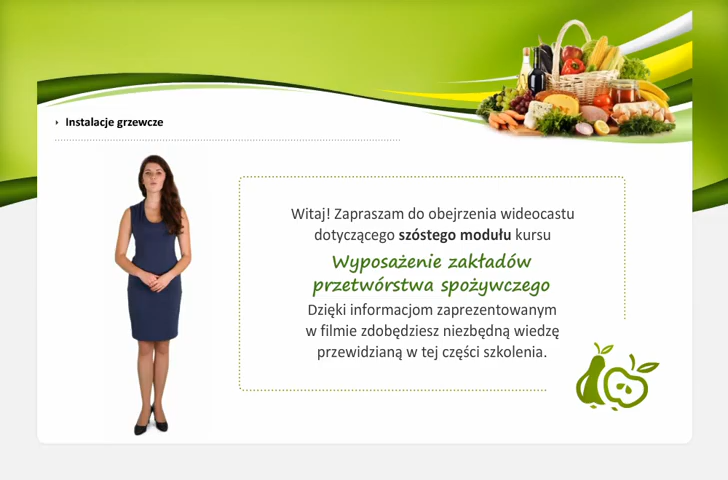 Instalacje grzewcze
Witaj! Zapraszam do obejrzenia wideocastu
dotyczącego szóstego modułu kursu
Wyposażenie zakładów
przetwórstwa spożywczego
Dzięki informacjom zaprezentowanym
w filmie zdobędziesz niezbędną wiedzę
przewidzianą w tej części szkolenia.